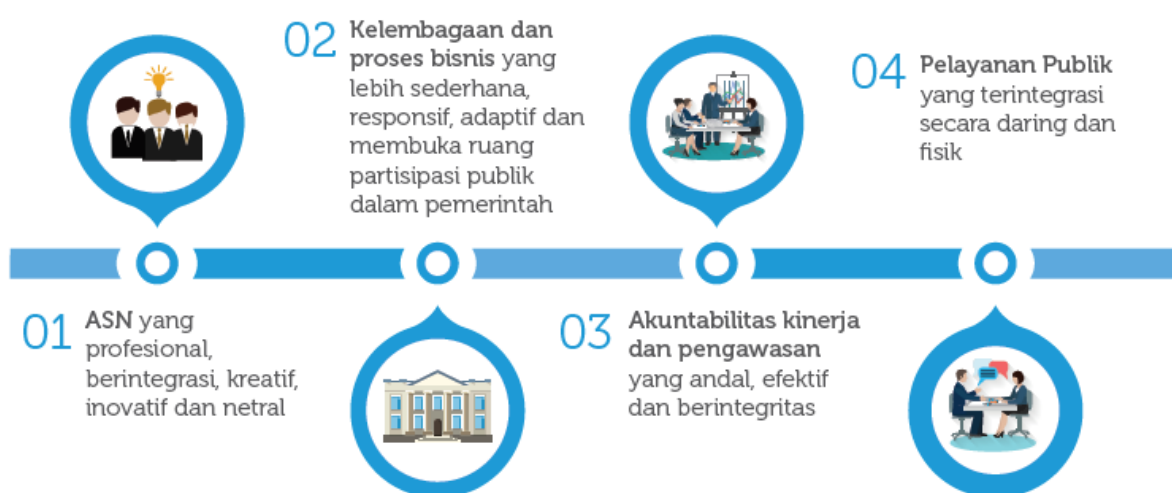 01
ASN yang
profesional,
berintegrasi, kreatif,
inovatif dan netral
02
Kelembagaan dan
proses bisnis yang
lebih sederhana,
responsif, adaptif dan
membuka ruang
partisipasi publik
dalam pemerintah
03
Akuntabilitas kinerja
dan pengawasan
yang andal, efektif
dan berintegritas
04
Pelayanan Publik
yang terintegrasi
secara daring dan
fisik